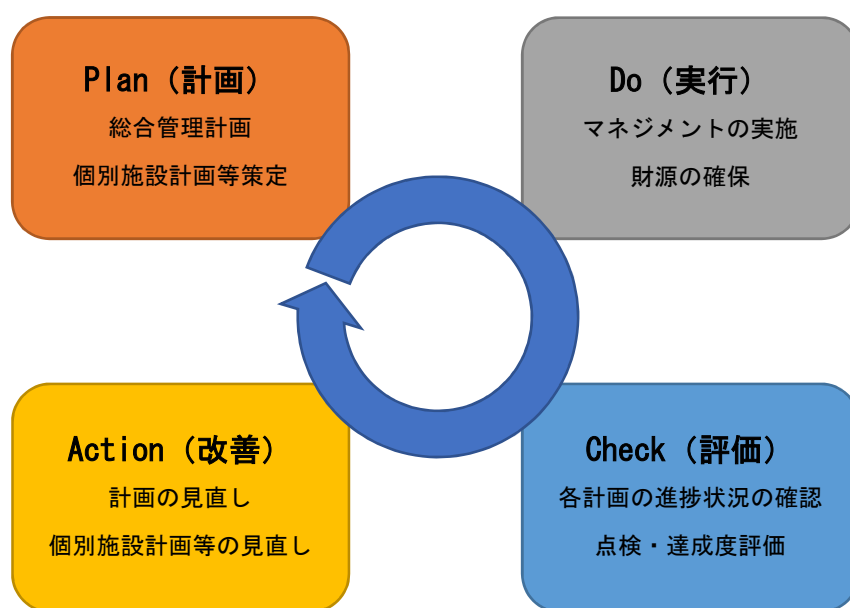 Plan（計画）
総合管理計画
個別施設計画等策定
Do（実行）
マネジメントの実施
財源の確保
Action（改善）
計画の見直し
個別施設計画等の見直し
Check（評価）
各計画の進捗状況の確認
点検・達成度評価